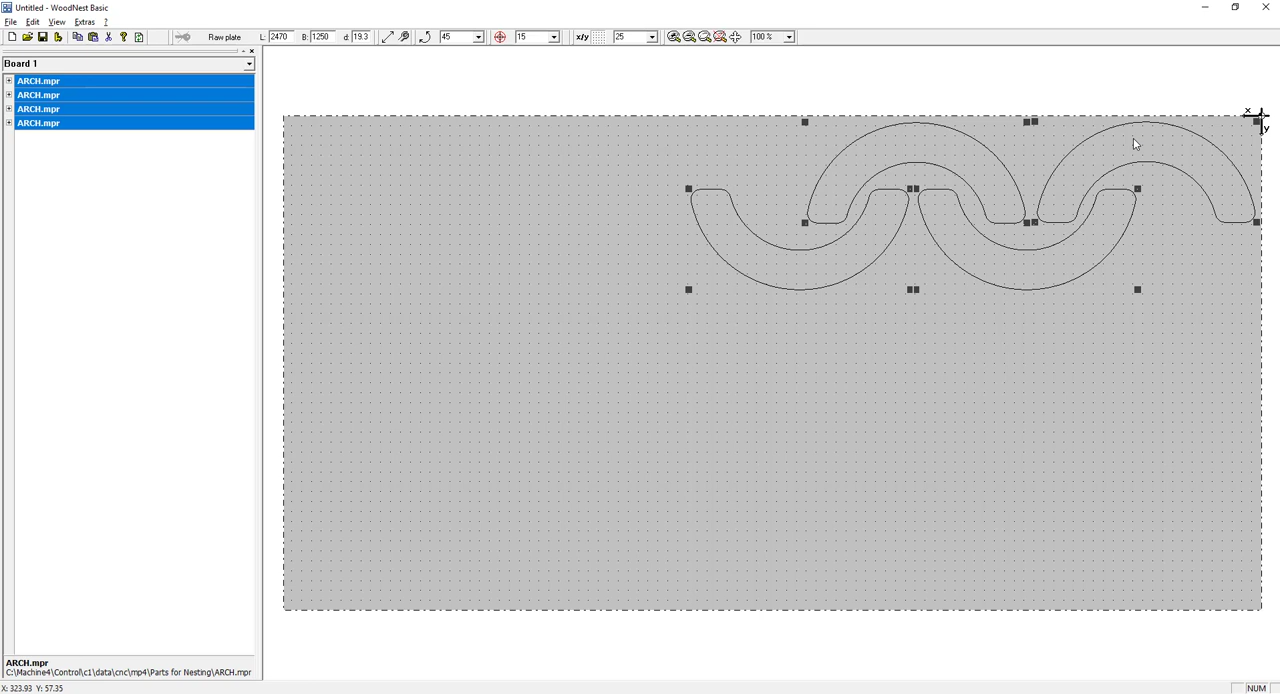 Untitled - WoodNest Basic
File Edit View Extras ?
Raw plate L: 2470 B: 1250 d: 19.3 45 15 x/y 25 100 %
Board 1
ARCH.mpr
ARCH.mpr
ARCH.mpr
ARCH.mpr
x
y
ARCH.mpr
C:\Machine4\Control\c1\data\cnc\mp4\Parts for Nesting\ARCH.mpr
X: 323.93 Y: 57.35 NUM